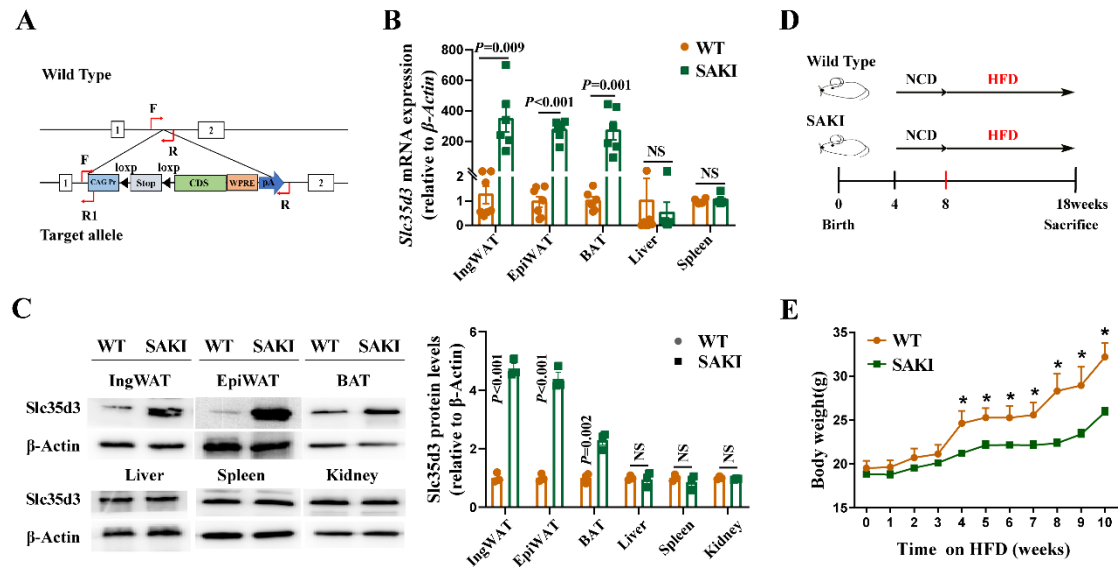 A
Wild Type
F
1
2
R
F
loxp
loxp
1
CAG Pr
Stop
CDS
WPRE
pA
2
R1
R
Target allele
B
Slc35d3 mRNA expression
(relative to β-Actin)
800
600
400
200
2
1
0
P=0.009
P<0.001
P=0.001
NS
NS
WT
SAKI
IngWAT
EpiWAT
BAT
Liver
Spleen
C
WT SAKI WT SAKI WT SAKI
IngWAT EpiWAT BAT
Slc35d3
β-Actin
Liver Spleen Kidney
Slc35d3
β-Actin
Slc35d3 protein levels
(relative to β-Actin)
6
4
2
0
P<0.001
P<0.001
P=0.002
NS
NS
NS
WT
SAKI
IngWAT
EpiWAT
BAT
Liver
Spleen
Kidney
D
Wild Type
NCD HFD
SAKI
NCD HFD
0 4 8 18weeks
Birth Sacrifice
E
Body weight(g)
35
30
25
20
15
WT
SAKI
* * * * * * *
0 1 2 3 4 5 6 7 8 9 10
Time on HFD (weeks)